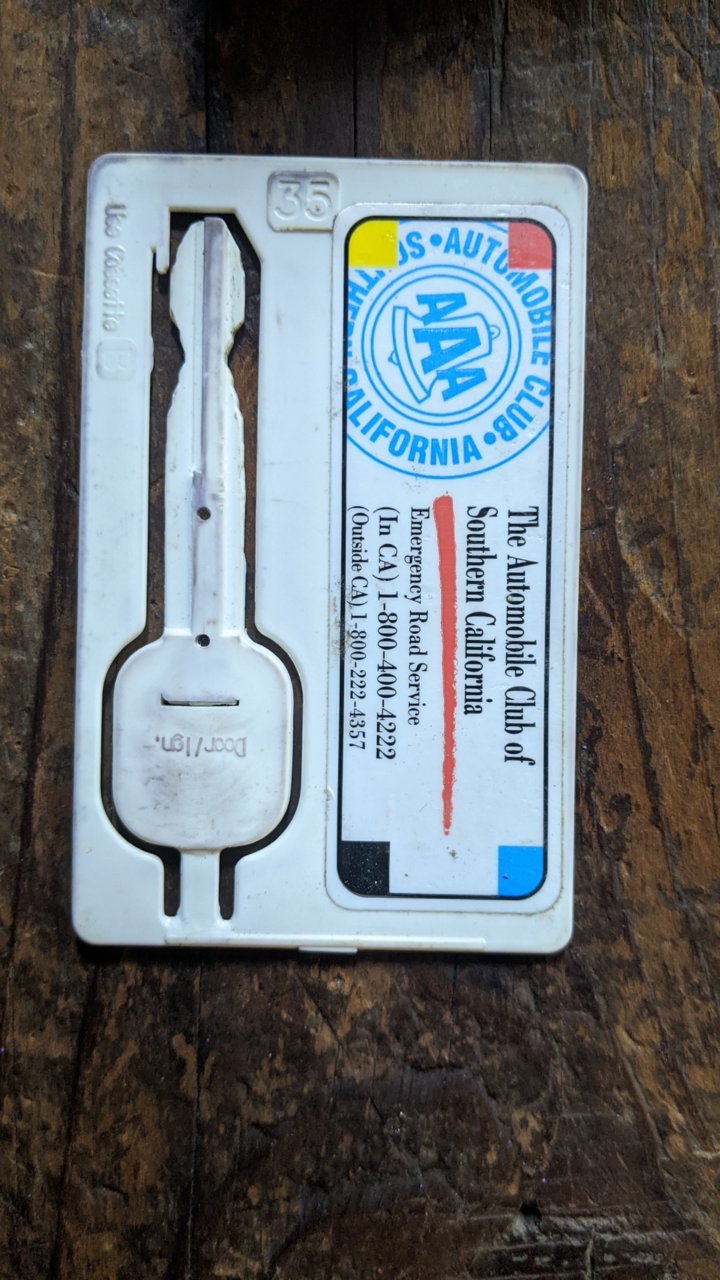 35
Use Cassette B
AUTOMOBILE CLUB • CALIFORNIA
AAA
The Automobile Club of
Southern California
Emergency Road Service
(In CA) 1-800-400-4222
(Outside CA) 1-800-222-4357
Door/Ign.